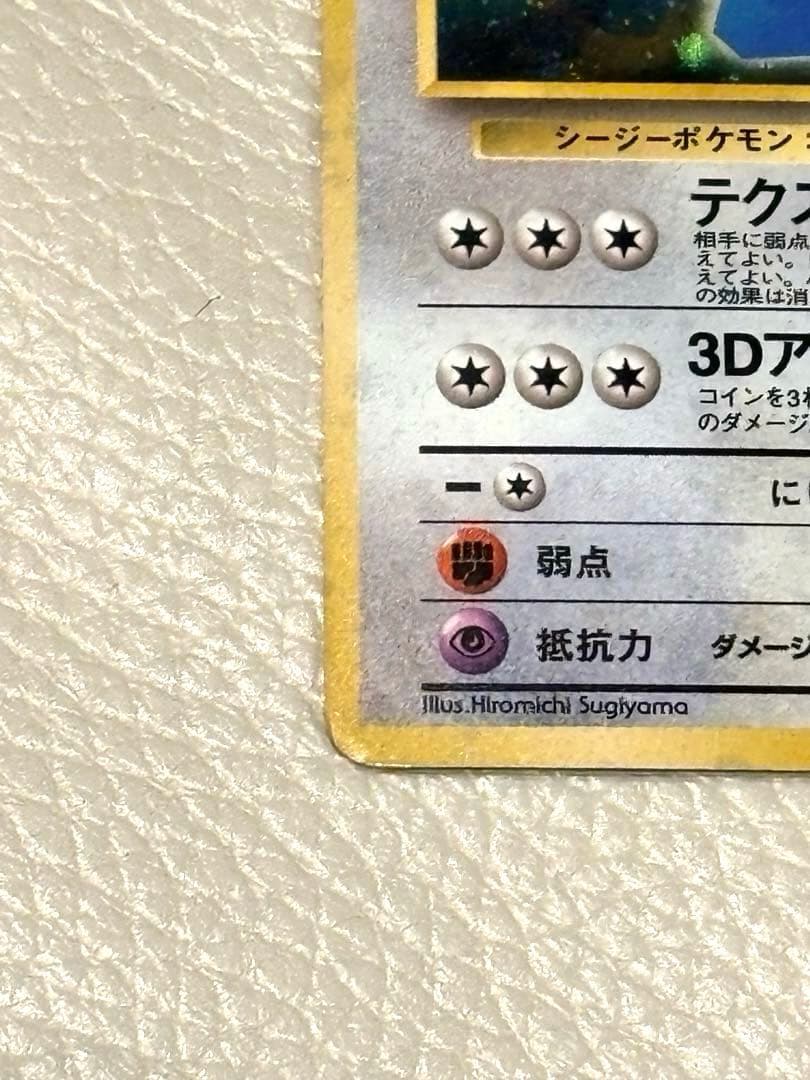 シージーポケモン：
テクス
相手に弱点
えてよい。
えてよい。
の効果は消
3Dア
コインを3枚
のダメージ
ー に
弱点
抵抗力 ダメージ
Illus.Hiromichi Sugiyama